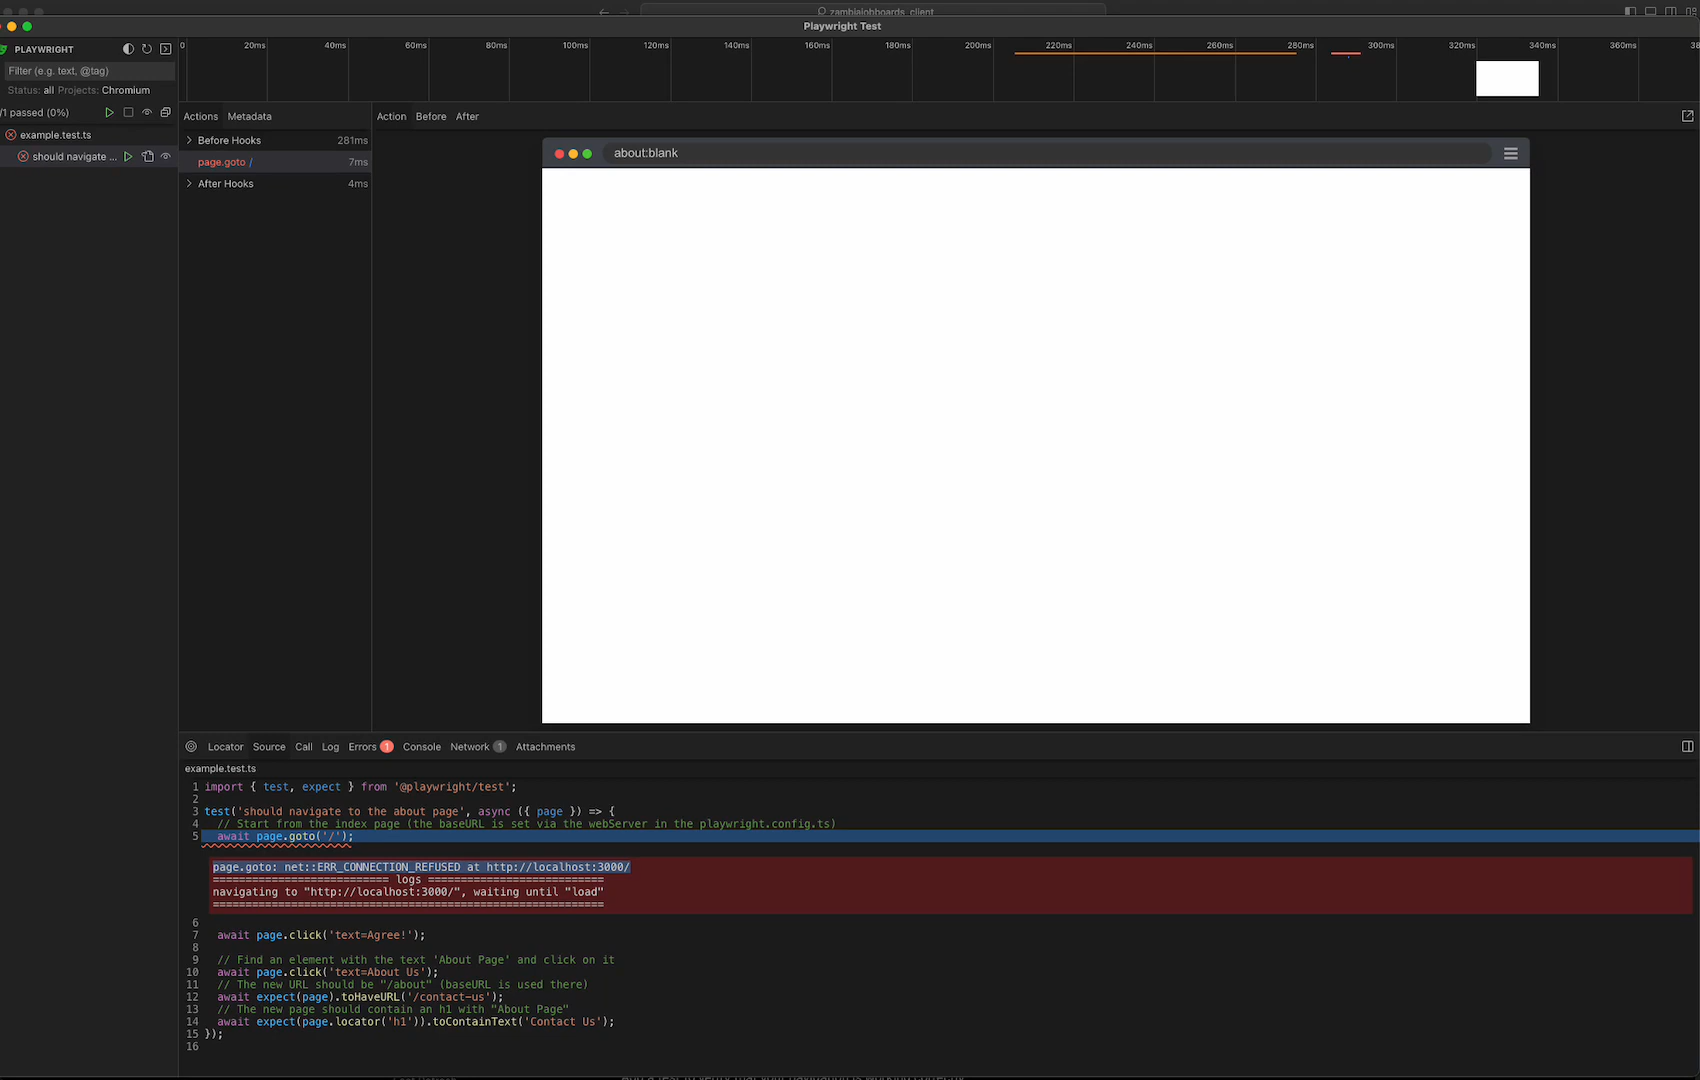 zambiajobboards_client
Playwright Test
PLAYWRIGHT
Filter (e.g. text, @tag)
Status: all Projects: Chromium
/1 passed (0%)
example.test.ts
should navigate ...
0 20ms 40ms 60ms 80ms 100ms 120ms 140ms 160ms 180ms 200ms 220ms 240ms 260ms 280ms 300ms 320ms 340ms 360ms 38
Actions Metadata
Before Hooks 281ms
page.goto / 7ms
After Hooks 4ms
Action Before After
about:blank
Locator Source Call Log Errors 1 Console Network 1 Attachments
example.test.ts
1 import { test, expect } from '@playwright/test';
2
3 test('should navigate to the about page', async ({ page }) => {
4 // Start from the index page (the baseURL is set via the webServer in the playwright.config.ts)
5 await page.goto('/');
page.goto: net::ERR_CONNECTION_REFUSED at http://localhost:3000/
=========================== logs ===========================
navigating to "http://localhost:3000/", waiting until "load"
============================================================
6
7 await page.click('text=Agree!');
8
9 // Find an element with the text 'About Page' and click on it
10 await page.click('text=About Us');
11 // The new URL should be "/about" (baseURL is used there)
12 await expect(page).toHaveURL('/contact-us');
13 // The new page should contain an h1 with "About Page"
14 await expect(page.locator('h1')).toContainText('Contact Us');
15 });
16